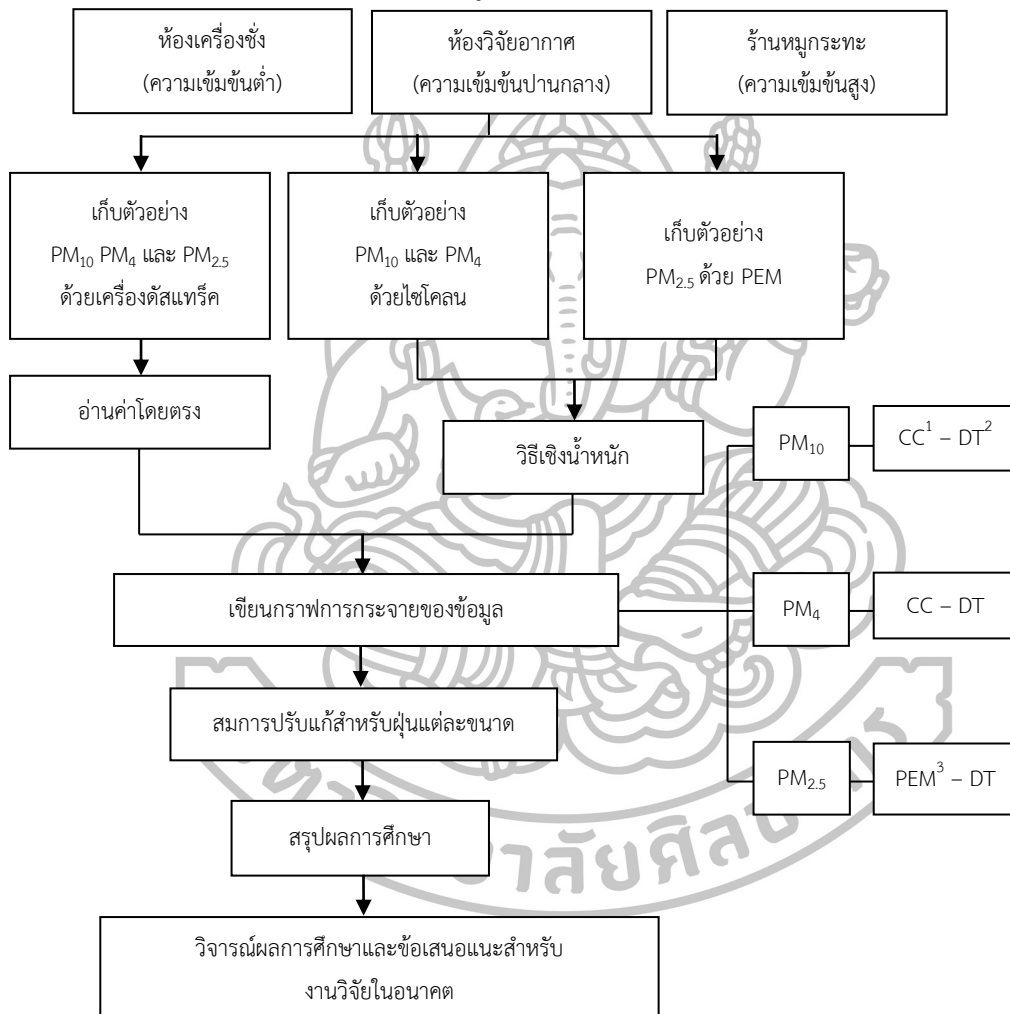 ห้องเครื่องชั่ง
(ความเข้มข้นต่ำ)
ห้องวิจัยอากาศ
(ความเข้มข้นปานกลาง)
ร้านหมูกระทะ
(ความเข้มข้นสูง)
เก็บตัวอย่าง
PM₁₀ PM₄ และ PM₂.₅
ด้วยเครื่องดัสแทร็ค
เก็บตัวอย่าง
PM₁₀ และ PM₄
ด้วยไซโคลน
เก็บตัวอย่าง
PM₂.₅ ด้วย PEM
อ่านค่าโดยตรง
วิธีเชิงน้ำหนัก
PM₁₀
CC¹ – DT²
เขียนกราฟการกระจายของข้อมูล
PM₄
CC – DT
สมการปรับแก้สำหรับฝุ่นแต่ละขนาด
PM₂.₅
PEM³ – DT
สรุปผลการศึกษา
วิจารณ์ผลการศึกษาและข้อเสนอแนะสำหรับ
งานวิจัยในอนาคต